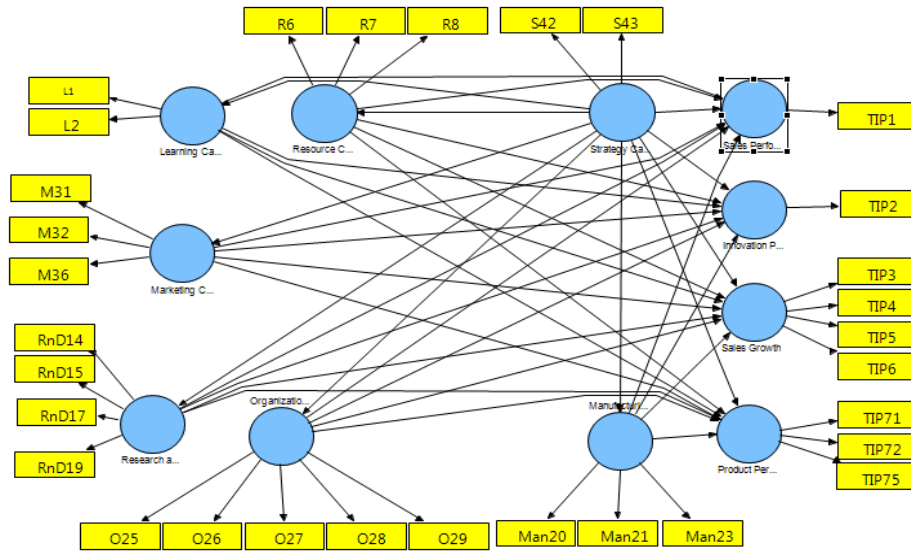 R6
R7
R8
S42
S43
L1
L2
Learning Ca...
Resource C...
Strategy Ca...
Sales Perfo...
TIP1
M31
M32
M36
Marketing C...
Innovation P...
TIP2
TIP3
TIP4
TIP5
TIP6
Sales Growth
RnD14
RnD15
RnD17
RnD19
Research a...
Organizatio...
Manufacturi...
Product Per...
TIP71
TIP72
TIP75
O25
O26
O27
O28
O29
Man20
Man21
Man23